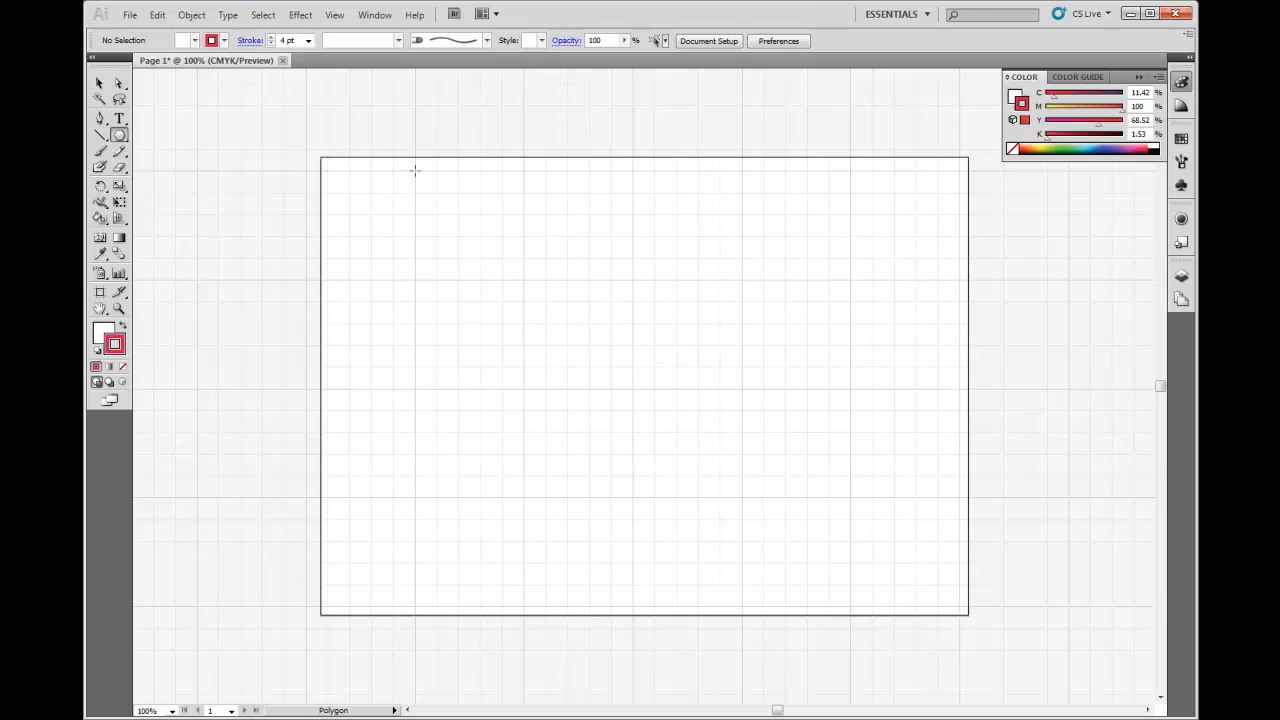 Ai File Edit Object Type Select Effect View Window Help Br ESSENTIALS CS Live
No Selection Stroke: 4 pt Style: Opacity: 100 % Document Setup Preferences
Page 1* @ 100% (CMYK/Preview)
COLOR COLOR GUIDE
C 11.42 %
M 100 %
Y 68.52 %
K 1.53 %
T
100% 1 Polygon